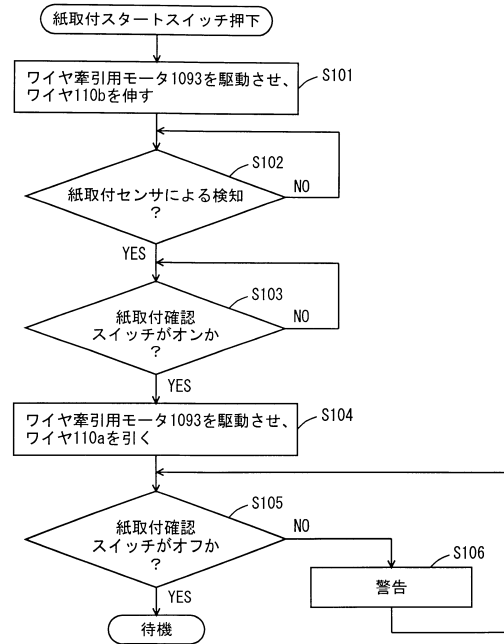 紙取付スタートスイッチ押下
ワイヤ牽引用モータ1093を駆動させ、
ワイヤ110bを伸す
S101
S102
紙取付センサによる検知
?
NO
YES
S103
紙取付確認
スイッチがオンか
?
NO
YES
ワイヤ牽引用モータ1093を駆動させ、
ワイヤ110aを引く
S104
S105
紙取付確認
スイッチがオフか
?
NO
S106
警告
YES
待機